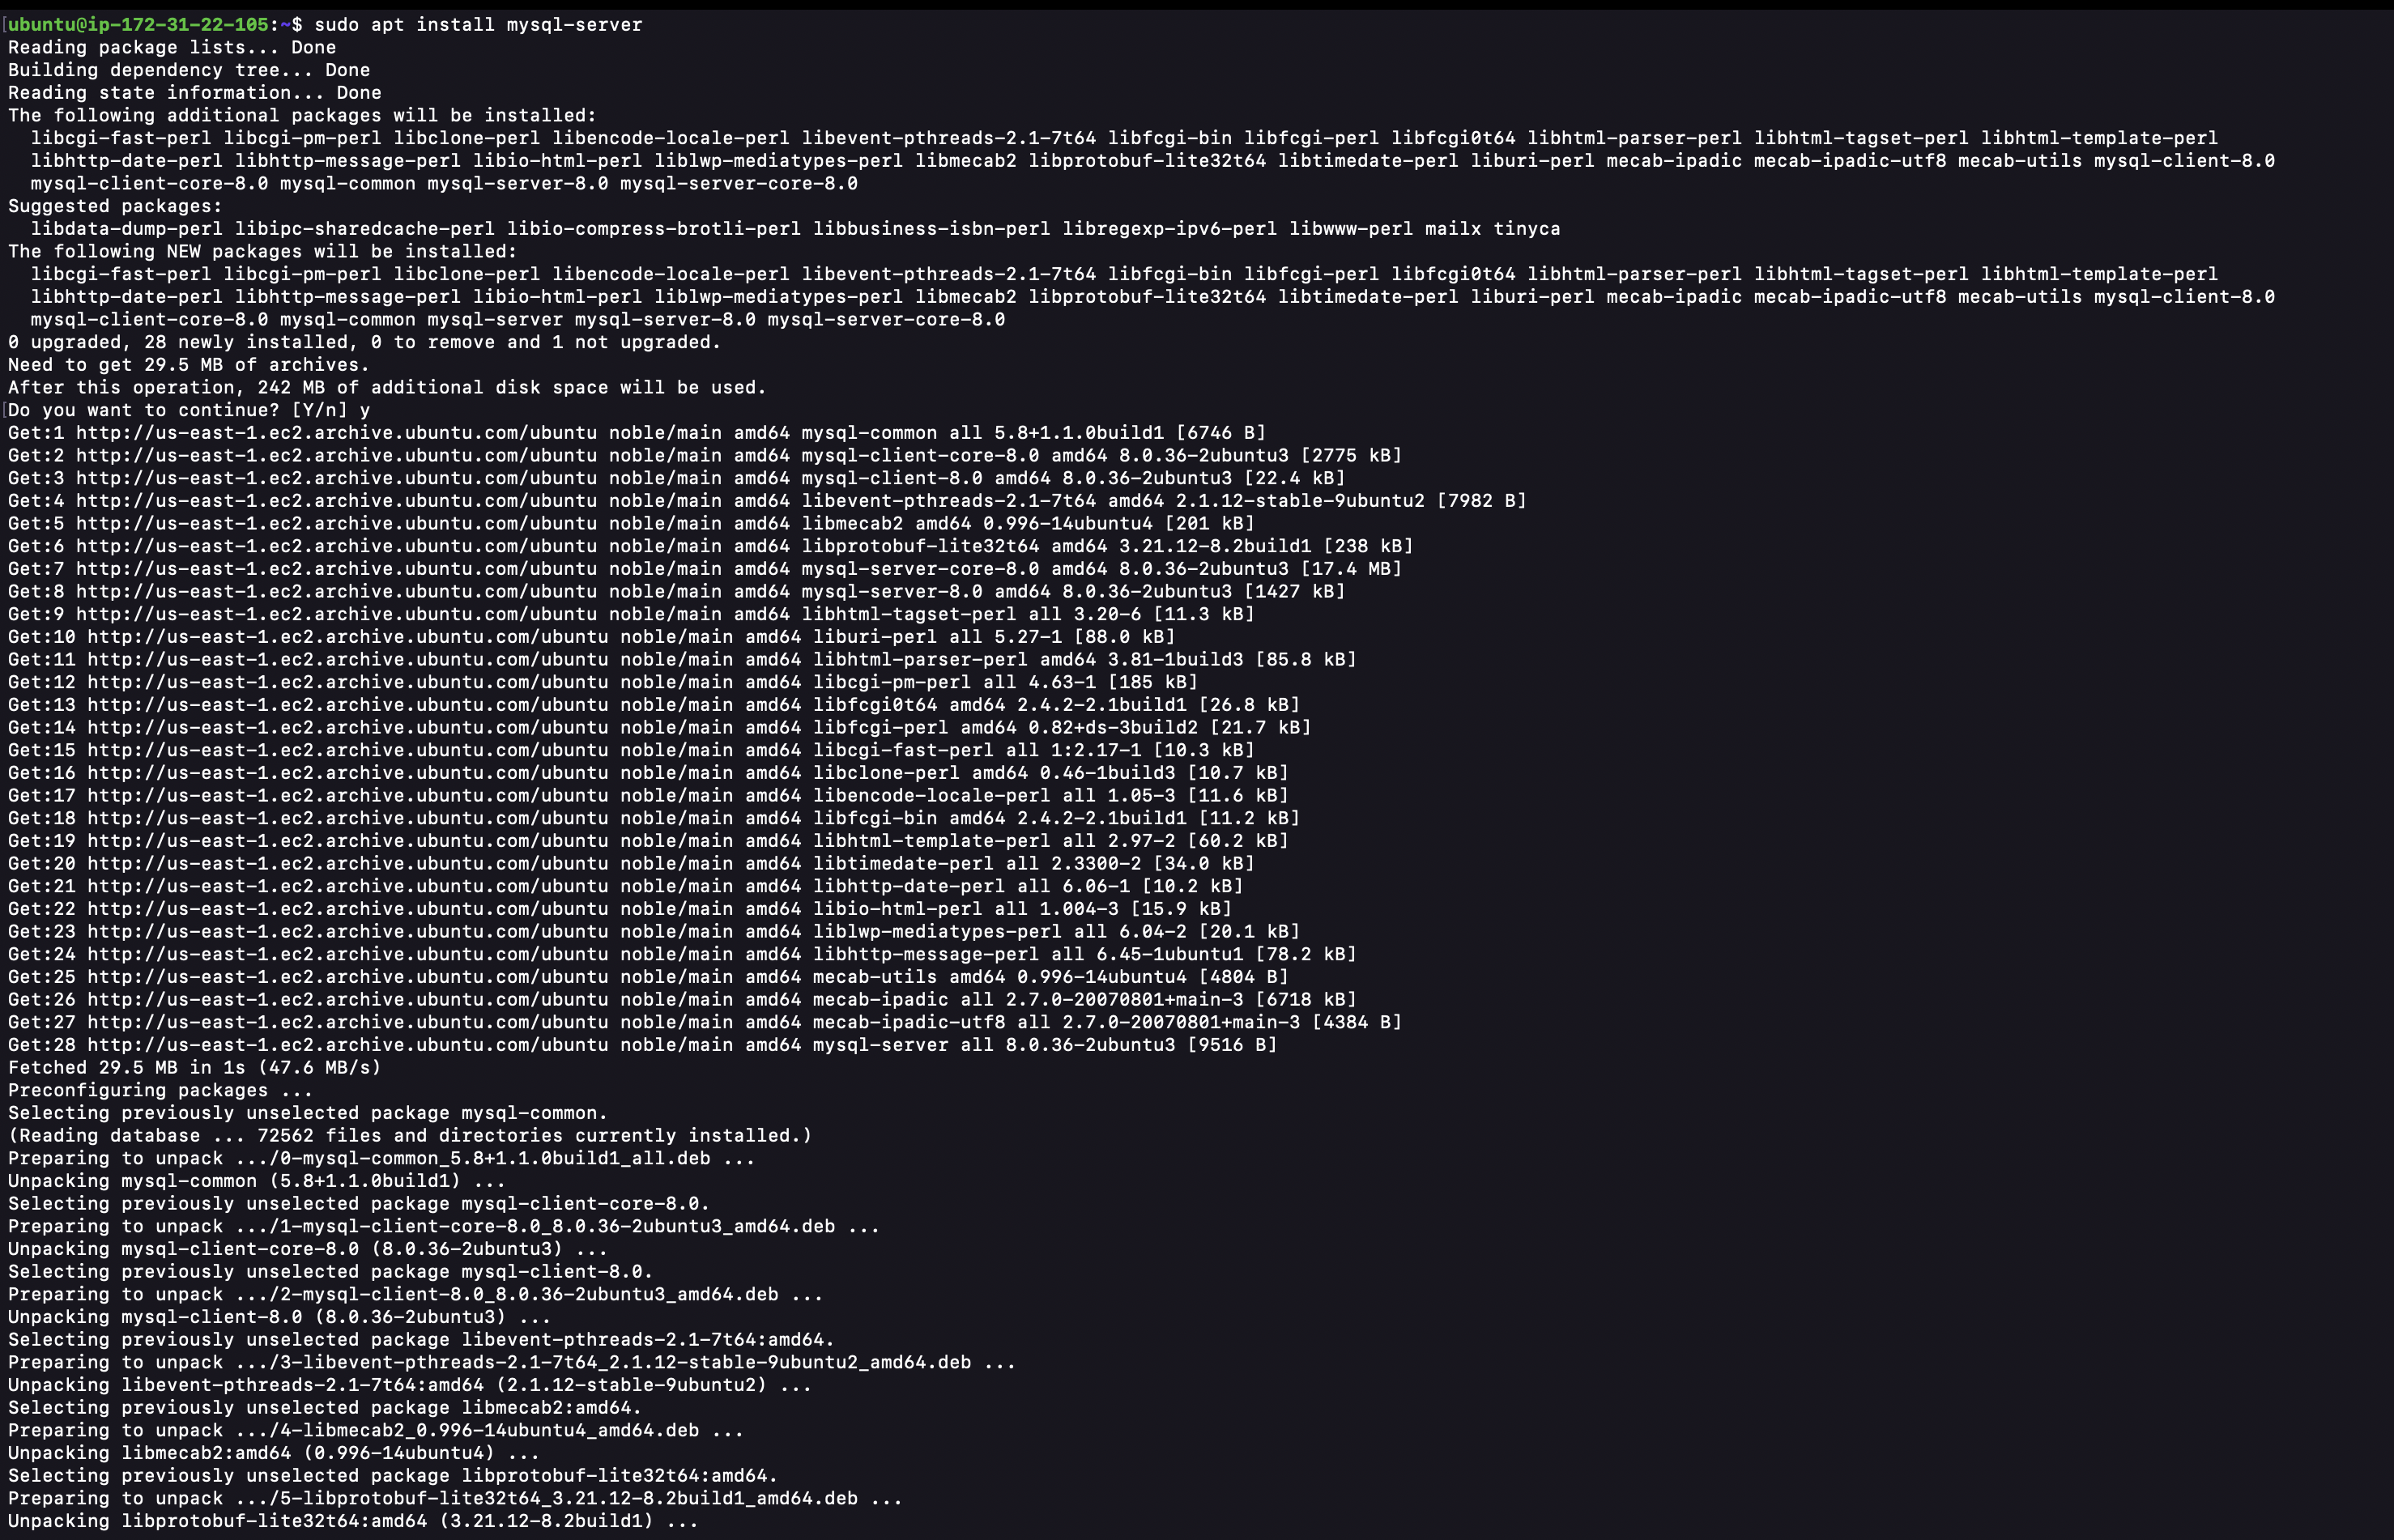 ubuntu@ip-172-31-22-105:~$ sudo apt install mysql-server
Reading package lists... Done
Building dependency tree... Done
Reading state information... Done
The following additional packages will be installed:
  libcgi-fast-perl libcgi-pm-perl libclone-perl libencode-locale-perl libevent-pthreads-2.1-7t64 libfcgi-bin libfcgi-perl libfcgi0t64 libhtml-parser-perl libhtml-tagset-perl libhtml-template-perl
  libhttp-date-perl libhttp-message-perl libio-html-perl liblwp-mediatypes-perl libmecab2 libprotobuf-lite32t64 libtimedate-perl liburi-perl mecab-ipadic mecab-ipadic-utf8 mecab-utils mysql-client-8.0
  mysql-client-core-8.0 mysql-common mysql-server-8.0 mysql-server-core-8.0
Suggested packages:
  libdata-dump-perl libipc-sharedcache-perl libio-compress-brotli-perl libbusiness-isbn-perl libregexp-ipv6-perl libwww-perl mailx tinyca
The following NEW packages will be installed:
  libcgi-fast-perl libcgi-pm-perl libclone-perl libencode-locale-perl libevent-pthreads-2.1-7t64 libfcgi-bin libfcgi-perl libfcgi0t64 libhtml-parser-perl libhtml-tagset-perl libhtml-template-perl
  libhttp-date-perl libhttp-message-perl libio-html-perl liblwp-mediatypes-perl libmecab2 libprotobuf-lite32t64 libtimedate-perl liburi-perl mecab-ipadic mecab-ipadic-utf8 mecab-utils mysql-client-8.0
  mysql-client-core-8.0 mysql-common mysql-server mysql-server-8.0 mysql-server-core-8.0
0 upgraded, 28 newly installed, 0 to remove and 1 not upgraded.
Need to get 29.5 MB of archives.
After this operation, 242 MB of additional disk space will be used.
Do you want to continue? [Y/n] y
Get:1 http://us-east-1.ec2.archive.ubuntu.com/ubuntu noble/main amd64 mysql-common all 5.8+1.1.0build1 [6746 B]
Get:2 http://us-east-1.ec2.archive.ubuntu.com/ubuntu noble/main amd64 mysql-client-core-8.0 amd64 8.0.36-2ubuntu3 [2775 kB]
Get:3 http://us-east-1.ec2.archive.ubuntu.com/ubuntu noble/main amd64 mysql-client-8.0 amd64 8.0.36-2ubuntu3 [22.4 kB]
Get:4 http://us-east-1.ec2.archive.ubuntu.com/ubuntu noble/main amd64 libevent-pthreads-2.1-7t64 amd64 2.1.12-stable-9ubuntu2 [7982 B]
Get:5 http://us-east-1.ec2.archive.ubuntu.com/ubuntu noble/main amd64 libmecab2 amd64 0.996-14ubuntu4 [201 kB]
Get:6 http://us-east-1.ec2.archive.ubuntu.com/ubuntu noble/main amd64 libprotobuf-lite32t64 amd64 3.21.12-8.2build1 [238 kB]
Get:7 http://us-east-1.ec2.archive.ubuntu.com/ubuntu noble/main amd64 mysql-server-core-8.0 amd64 8.0.36-2ubuntu3 [17.4 MB]
Get:8 http://us-east-1.ec2.archive.ubuntu.com/ubuntu noble/main amd64 mysql-server-8.0 amd64 8.0.36-2ubuntu3 [1427 kB]
Get:9 http://us-east-1.ec2.archive.ubuntu.com/ubuntu noble/main amd64 libhtml-tagset-perl all 3.20-6 [11.3 kB]
Get:10 http://us-east-1.ec2.archive.ubuntu.com/ubuntu noble/main amd64 liburi-perl all 5.27-1 [88.0 kB]
Get:11 http://us-east-1.ec2.archive.ubuntu.com/ubuntu noble/main amd64 libhtml-parser-perl amd64 3.81-1build3 [85.8 kB]
Get:12 http://us-east-1.ec2.archive.ubuntu.com/ubuntu noble/main amd64 libcgi-pm-perl all 4.63-1 [185 kB]
Get:13 http://us-east-1.ec2.archive.ubuntu.com/ubuntu noble/main amd64 libfcgi0t64 amd64 2.4.2-2.1build1 [26.8 kB]
Get:14 http://us-east-1.ec2.archive.ubuntu.com/ubuntu noble/main amd64 libfcgi-perl amd64 0.82+ds-3build2 [21.7 kB]
Get:15 http://us-east-1.ec2.archive.ubuntu.com/ubuntu noble/main amd64 libcgi-fast-perl all 1:2.17-1 [10.3 kB]
Get:16 http://us-east-1.ec2.archive.ubuntu.com/ubuntu noble/main amd64 libclone-perl amd64 0.46-1build3 [10.7 kB]
Get:17 http://us-east-1.ec2.archive.ubuntu.com/ubuntu noble/main amd64 libencode-locale-perl all 1.05-3 [11.6 kB]
Get:18 http://us-east-1.ec2.archive.ubuntu.com/ubuntu noble/main amd64 libfcgi-bin amd64 2.4.2-2.1build1 [11.2 kB]
Get:19 http://us-east-1.ec2.archive.ubuntu.com/ubuntu noble/main amd64 libhtml-template-perl all 2.97-2 [60.2 kB]
Get:20 http://us-east-1.ec2.archive.ubuntu.com/ubuntu noble/main amd64 libtimedate-perl all 2.3300-2 [34.0 kB]
Get:21 http://us-east-1.ec2.archive.ubuntu.com/ubuntu noble/main amd64 libhttp-date-perl all 6.06-1 [10.2 kB]
Get:22 http://us-east-1.ec2.archive.ubuntu.com/ubuntu noble/main amd64 libio-html-perl all 1.004-3 [15.9 kB]
Get:23 http://us-east-1.ec2.archive.ubuntu.com/ubuntu noble/main amd64 liblwp-mediatypes-perl all 6.04-2 [20.1 kB]
Get:24 http://us-east-1.ec2.archive.ubuntu.com/ubuntu noble/main amd64 libhttp-message-perl all 6.45-1ubuntu1 [78.2 kB]
Get:25 http://us-east-1.ec2.archive.ubuntu.com/ubuntu noble/main amd64 mecab-utils amd64 0.996-14ubuntu4 [4804 B]
Get:26 http://us-east-1.ec2.archive.ubuntu.com/ubuntu noble/main amd64 mecab-ipadic all 2.7.0-20070801+main-3 [6718 kB]
Get:27 http://us-east-1.ec2.archive.ubuntu.com/ubuntu noble/main amd64 mecab-ipadic-utf8 all 2.7.0-20070801+main-3 [4384 B]
Get:28 http://us-east-1.ec2.archive.ubuntu.com/ubuntu noble/main amd64 mysql-server all 8.0.36-2ubuntu3 [9516 B]
Fetched 29.5 MB in 1s (47.6 MB/s)
Preconfiguring packages ...
Selecting previously unselected package mysql-common.
(Reading database ... 72562 files and directories currently installed.)
Preparing to unpack .../0-mysql-common_5.8+1.1.0build1_all.deb ...
Unpacking mysql-common (5.8+1.1.0build1) ...
Selecting previously unselected package mysql-client-core-8.0.
Preparing to unpack .../1-mysql-client-core-8.0_8.0.36-2ubuntu3_amd64.deb ...
Unpacking mysql-client-core-8.0 (8.0.36-2ubuntu3) ...
Selecting previously unselected package mysql-client-8.0.
Preparing to unpack .../2-mysql-client-8.0_8.0.36-2ubuntu3_amd64.deb ...
Unpacking mysql-client-8.0 (8.0.36-2ubuntu3) ...
Selecting previously unselected package libevent-pthreads-2.1-7t64:amd64.
Preparing to unpack .../3-libevent-pthreads-2.1-7t64_2.1.12-stable-9ubuntu2_amd64.deb ...
Unpacking libevent-pthreads-2.1-7t64:amd64 (2.1.12-stable-9ubuntu2) ...
Selecting previously unselected package libmecab2:amd64.
Preparing to unpack .../4-libmecab2_0.996-14ubuntu4_amd64.deb ...
Unpacking libmecab2:amd64 (0.996-14ubuntu4) ...
Selecting previously unselected package libprotobuf-lite32t64:amd64.
Preparing to unpack .../5-libprotobuf-lite32t64_3.21.12-8.2build1_amd64.deb ...
Unpacking libprotobuf-lite32t64:amd64 (3.21.12-8.2build1) ...